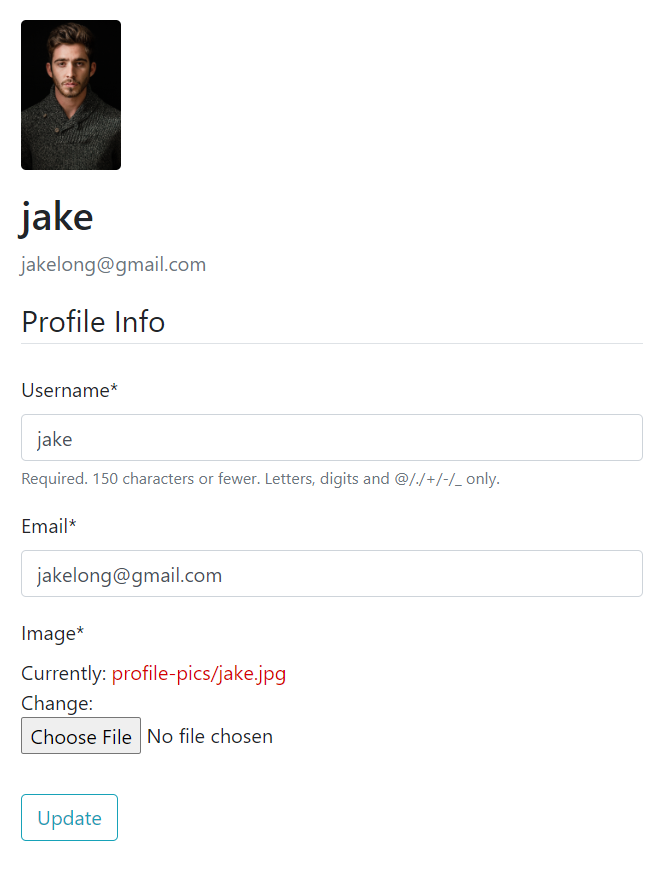 jake
jakelong@gmail.com
Profile Info
Username*
jake
Required. 150 characters or fewer. Letters, digits and @/./+/-/_ only.
Email*
jakelong@gmail.com
Image*
Currently: profile-pics/jake.jpg
Change:
Choose File No file chosen
Update